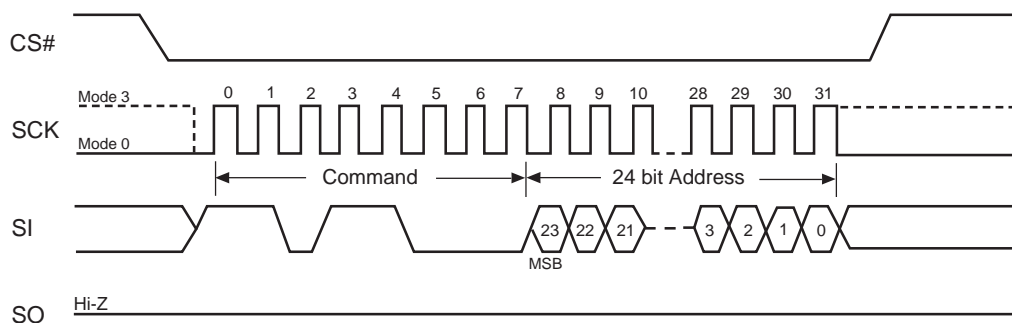 CS#
Mode 3
0 1 2 3 4 5 6 7 8 9 10 28 29 30 31
SCK
Mode 0
Command 24 bit Address
SI
23 22 21 3 2 1 0
MSB
Hi-Z
SO